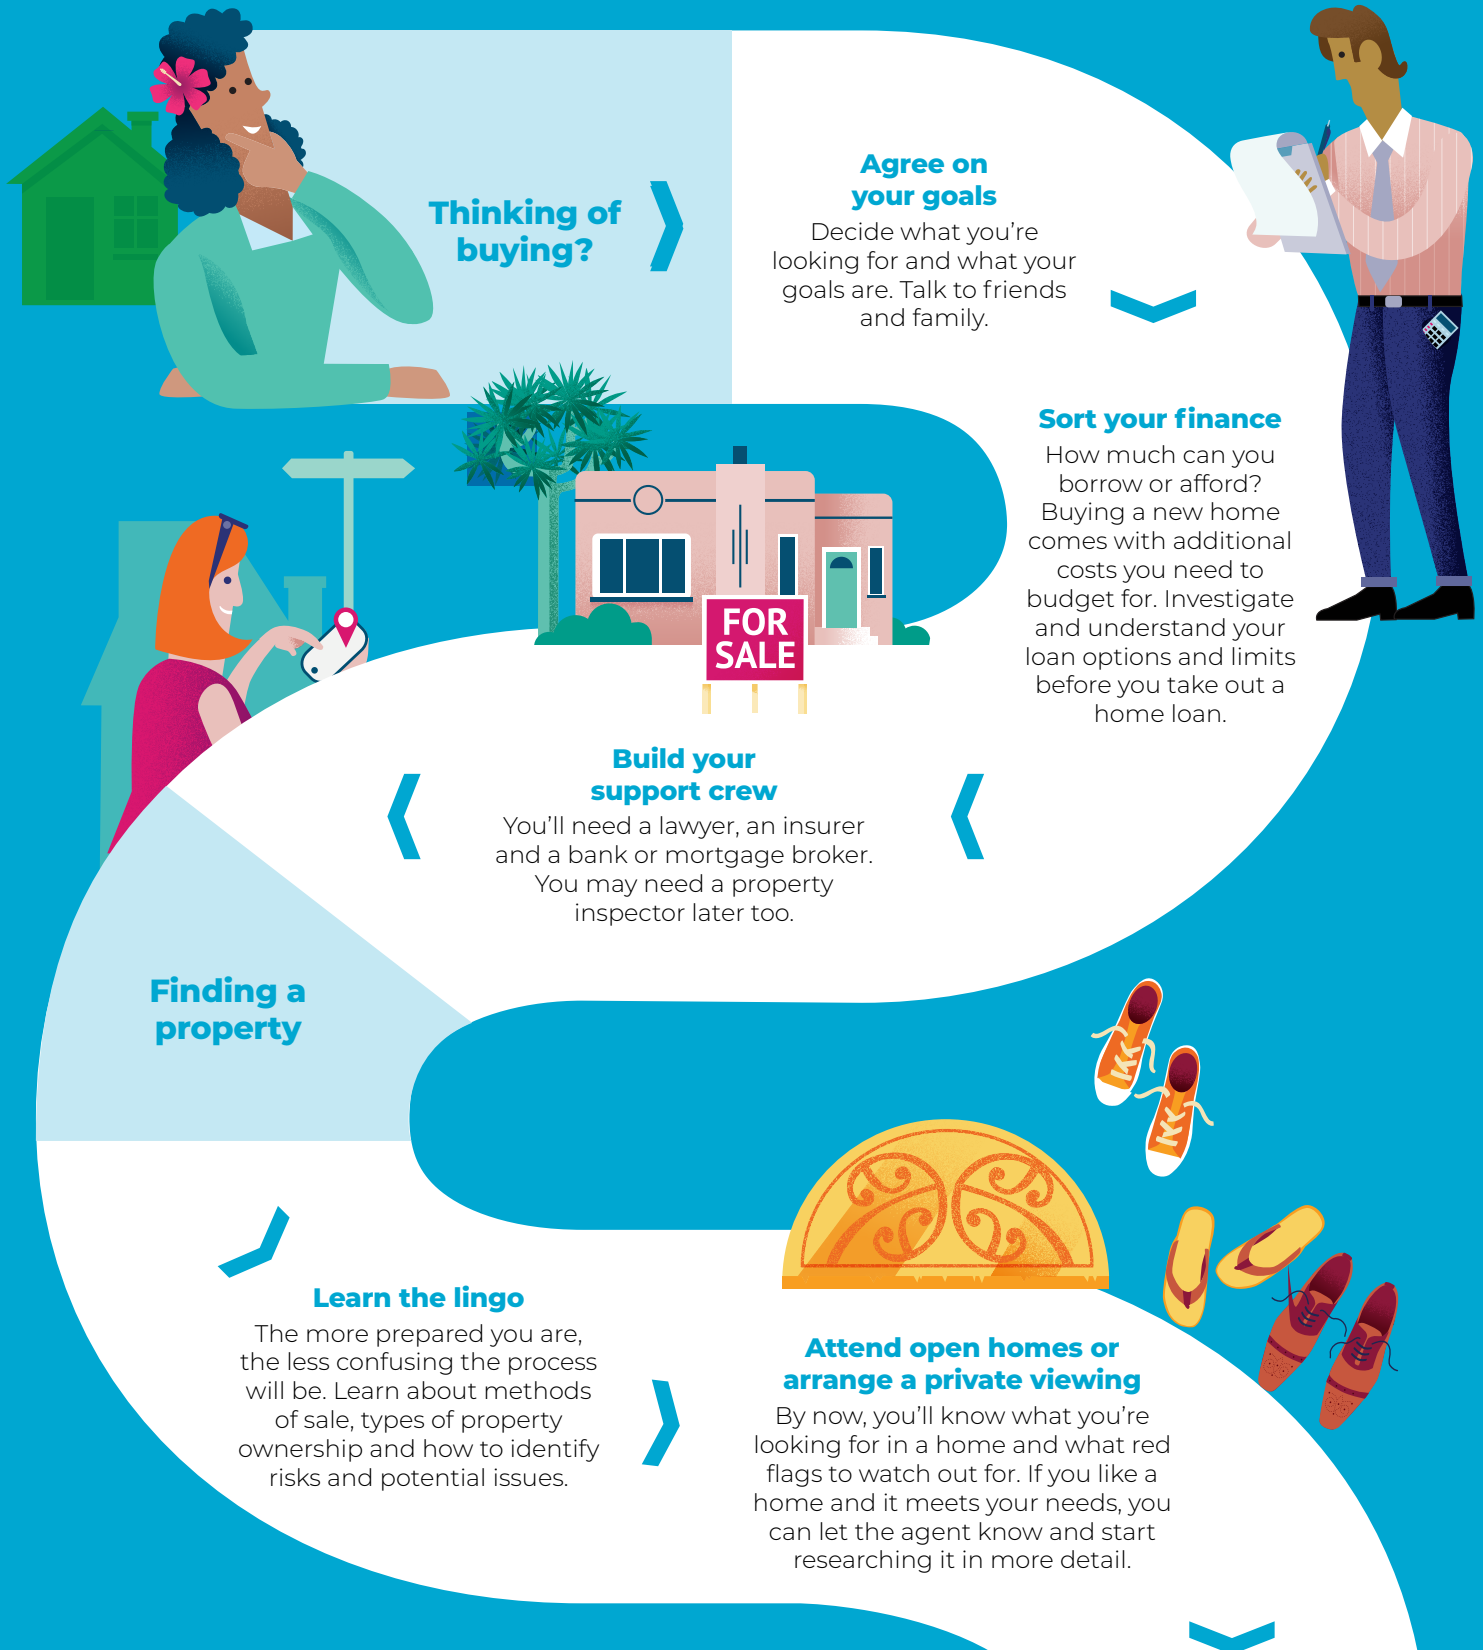 Thinking of
buying?
Agree on
your goals
Decide what you’re
looking for and what your
goals are. Talk to friends
and family.
Sort your finance
How much can you
borrow or afford?
Buying a new home
comes with additional
costs you need to
budget for. Investigate
and understand your
loan options and limits
before you take out a
home loan.
FOR
SALE
Build your
support crew
You’ll need a lawyer, an insurer
and a bank or mortgage broker.
You may need a property
inspector later too.
Finding a
property
Learn the lingo
The more prepared you are,
the less confusing the process
will be. Learn about methods
of sale, types of property
ownership and how to identify
risks and potential issues.
Attend open homes or
arrange a private viewing
By now, you’ll know what you’re
looking for in a home and what red
flags to watch out for. If you like a
home and it meets your needs, you
can let the agent know and start
researching it in more detail.